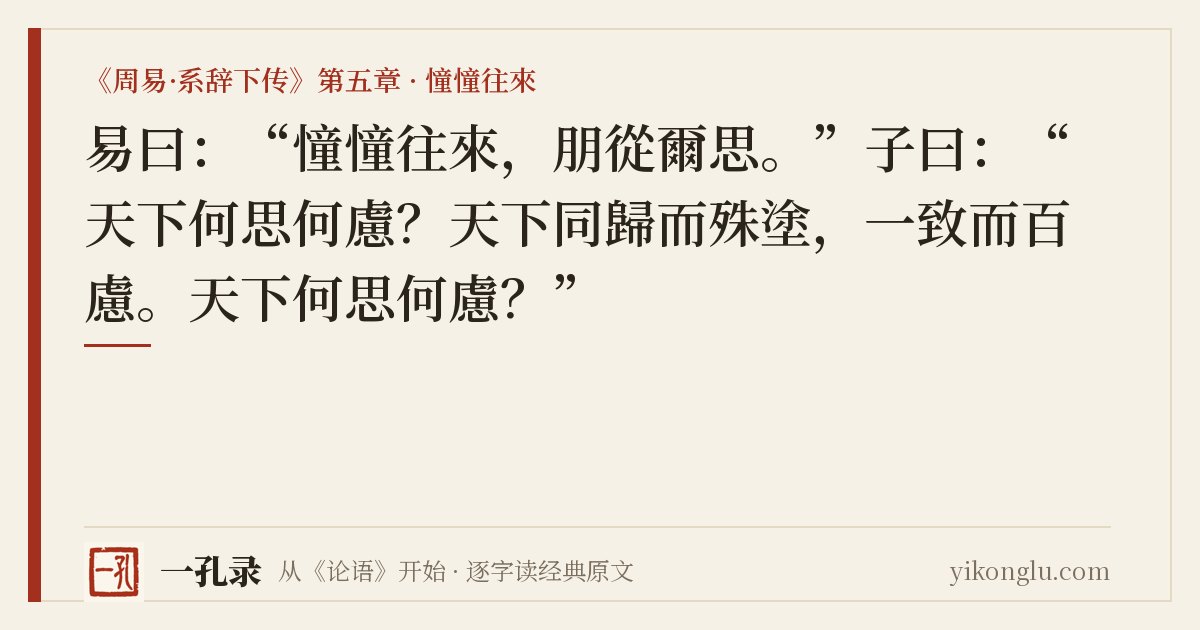 《周易·系辞下传》第五章 · 憧憧往來
易曰：“憧憧往來，朋從爾思。”子曰：“
天下何思何慮？天下同歸而殊塗，一致而百
慮。天下何思何慮？”
一孔
一孔录 从《论语》开始 · 逐字读经典原文 yikonglu.com